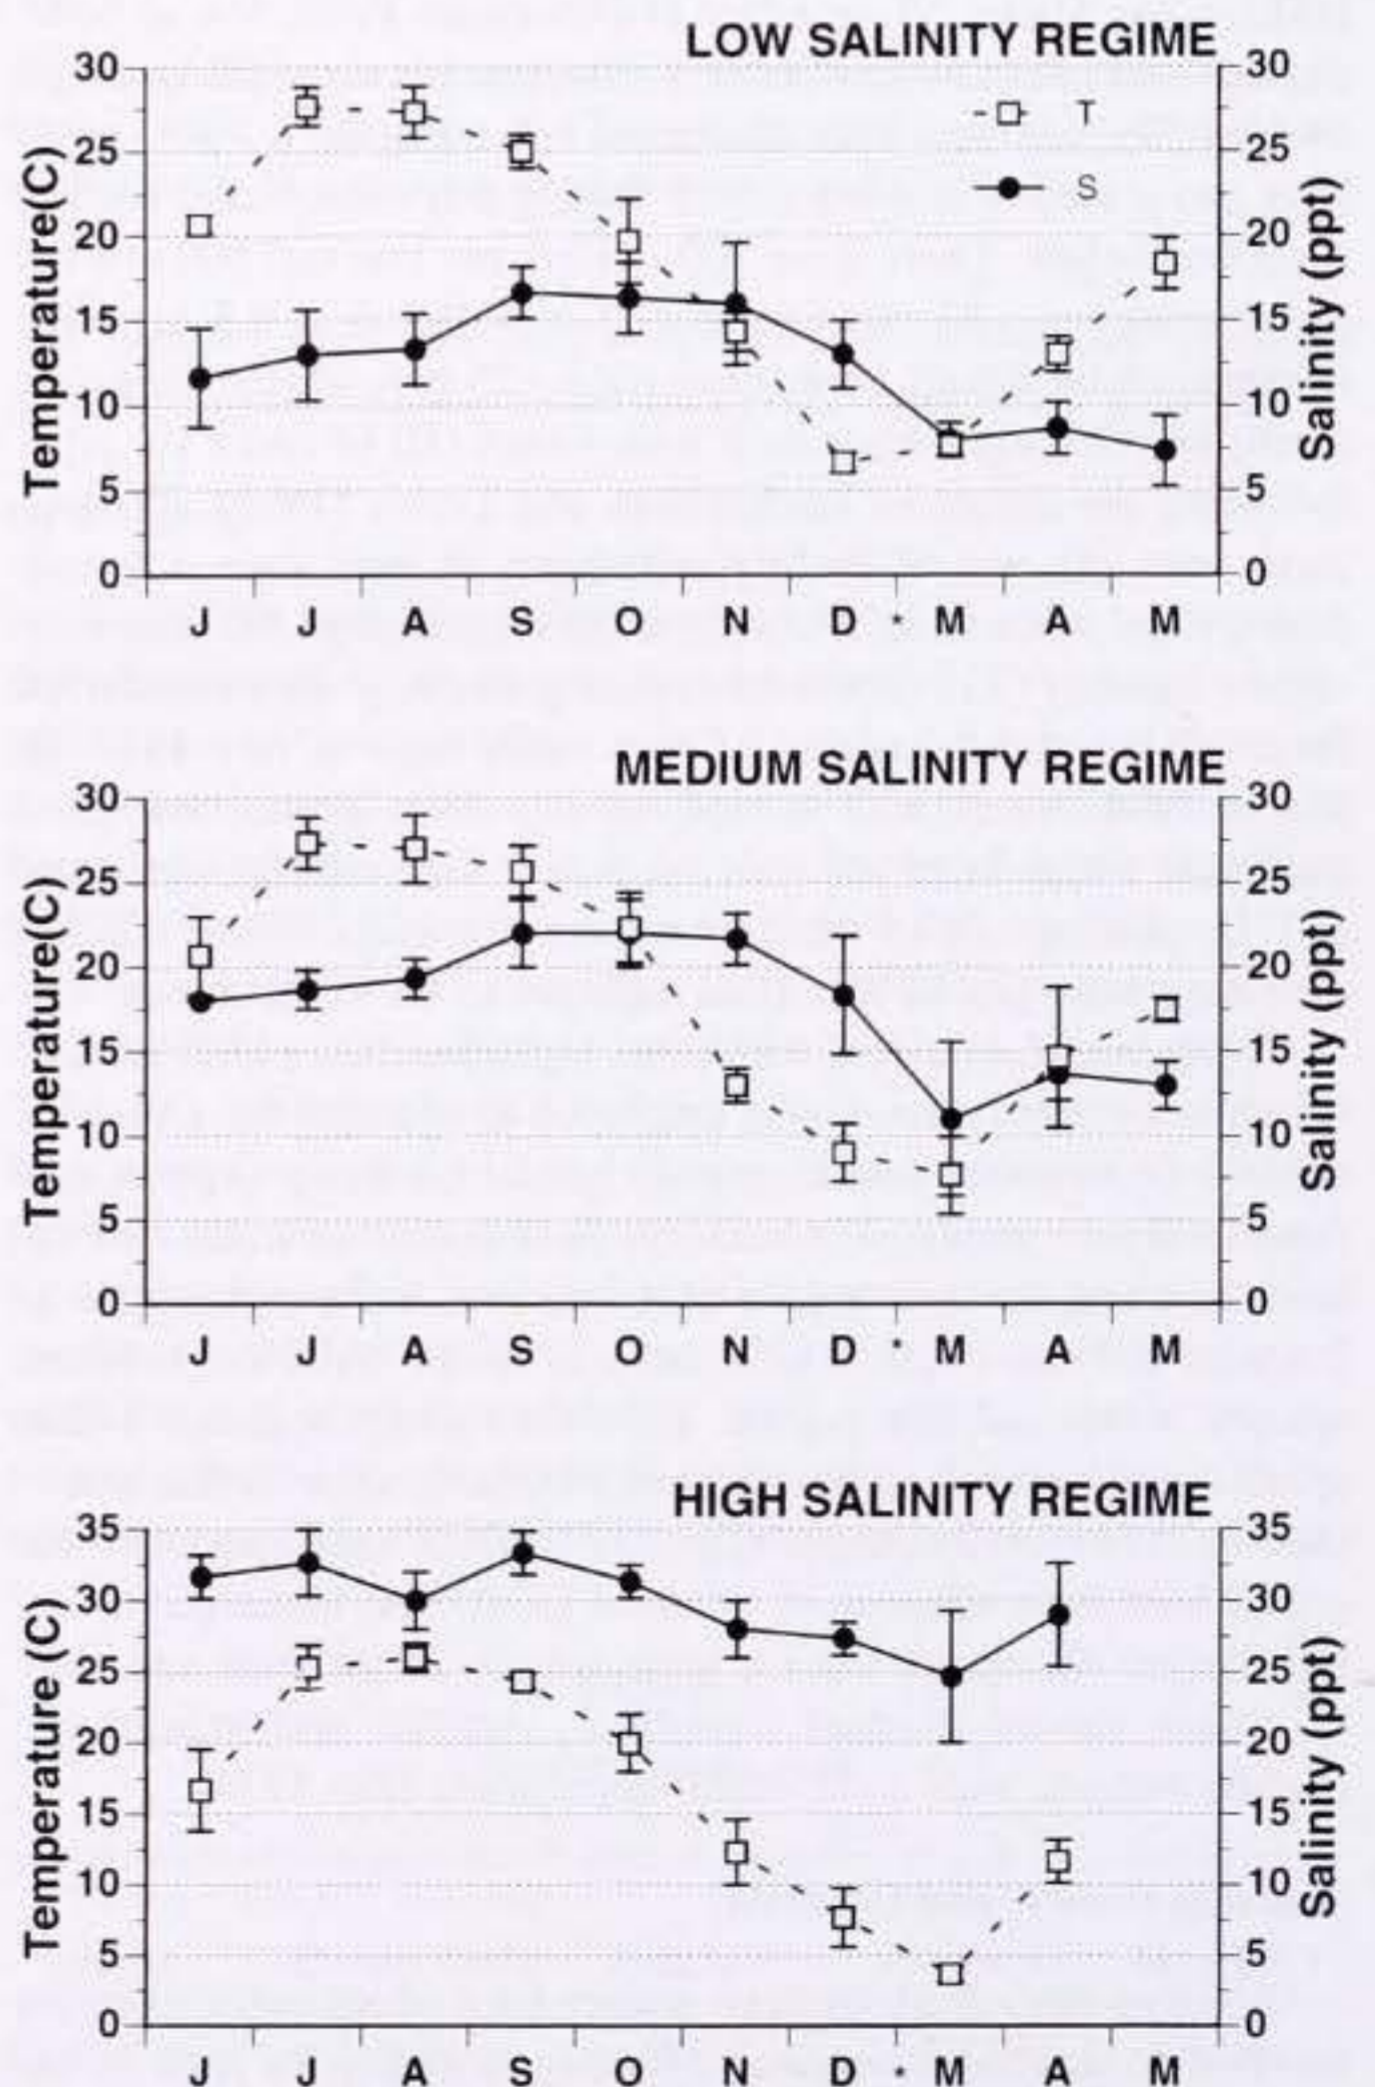 LOW SALINITY REGIME
30 25 20 15 10 5 0
Temperature(C)
T
S
30 25 20 15 10 5 0
Salinity (ppt)
J J A S O N D * M A M
MEDIUM SALINITY REGIME
30 25 20 15 10 5 0
Temperature(C)
30 25 20 15 10 5 0
Salinity (ppt)
J J A S O N D * M A M
HIGH SALINITY REGIME
35 30 25 20 15 10 5 0
Temperature (C)
35 30 25 20 15 10 5 0
Salinity (ppt)
J J A S O N D * M A M